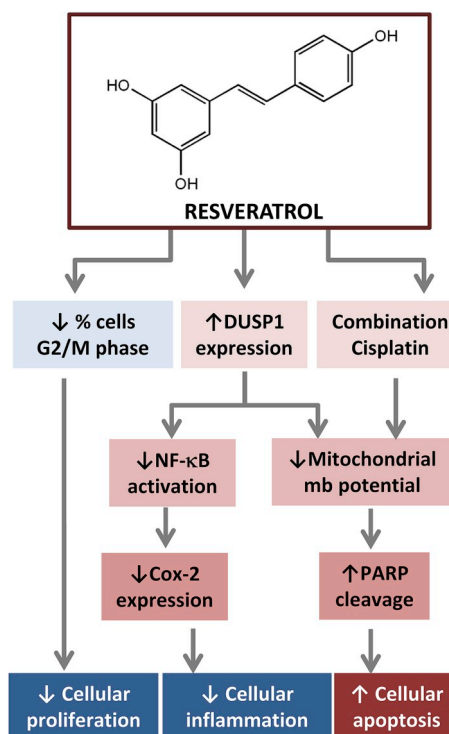 OH
HO
OH
RESVERATROL
↓ % cells
G2/M phase
↑DUSP1
expression
Combination
Cisplatin
↓NF-κB
activation
↓Mitochondrial
mb potential
↓Cox-2
expression
↑PARP
cleavage
↓ Cellular
proliferation
↓ Cellular
inflammation
↑ Cellular
apoptosis